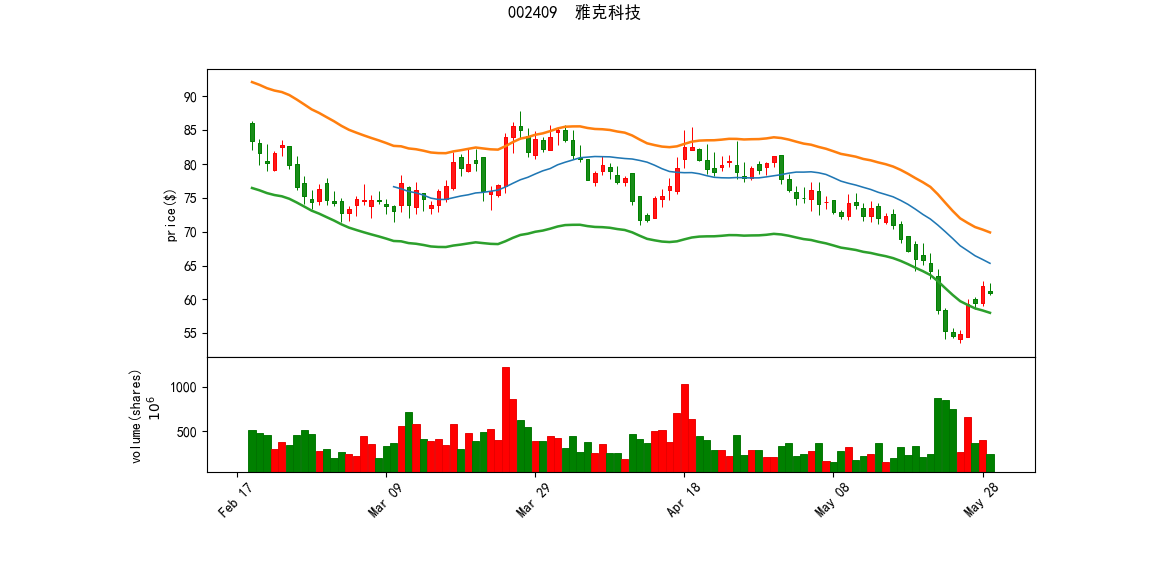 002409 雅克科技
price($)
90
85
80
75
70
65
60
55
volume(shares)
10^6
1000
500
Feb 17
Mar 09
Mar 29
Apr 18
May 08
May 28